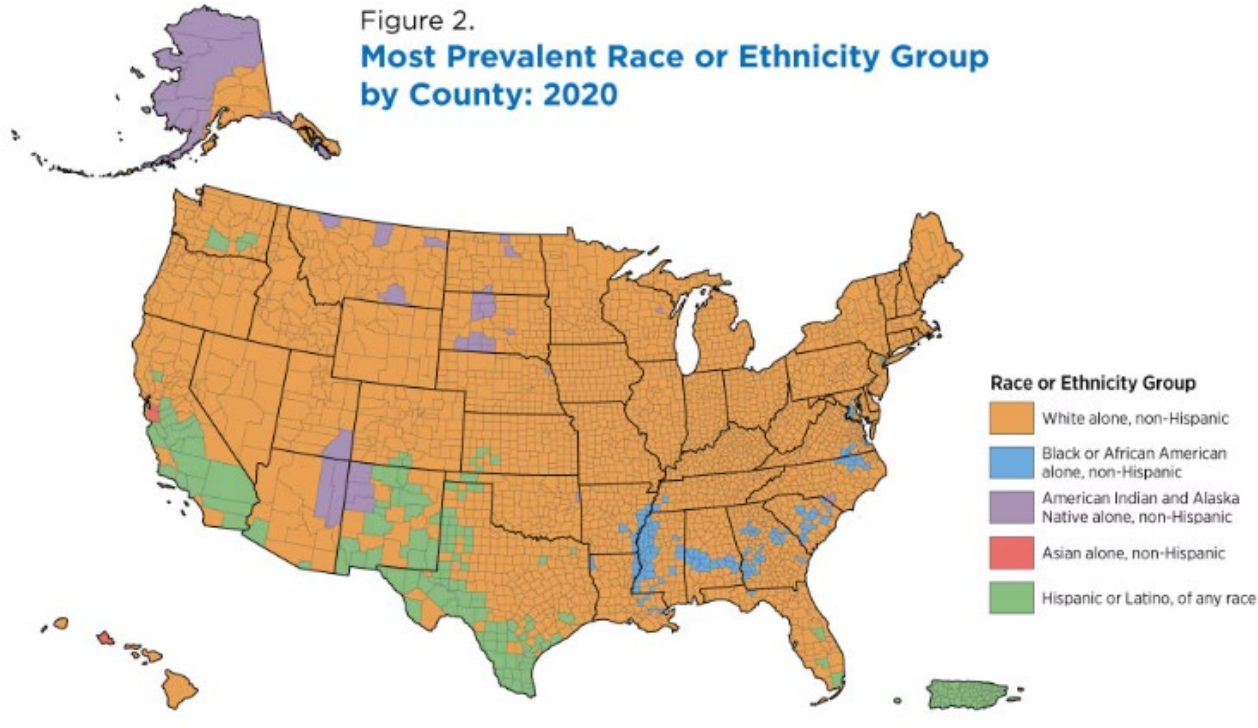 Figure 2.
Most Prevalent Race or Ethnicity Group
by County: 2020
Race or Ethnicity Group
White alone, non-Hispanic
Black or African American
alone, non-Hispanic
American Indian and Alaska
Native alone, non-Hispanic
Asian alone, non-Hispanic
Hispanic or Latino, of any race